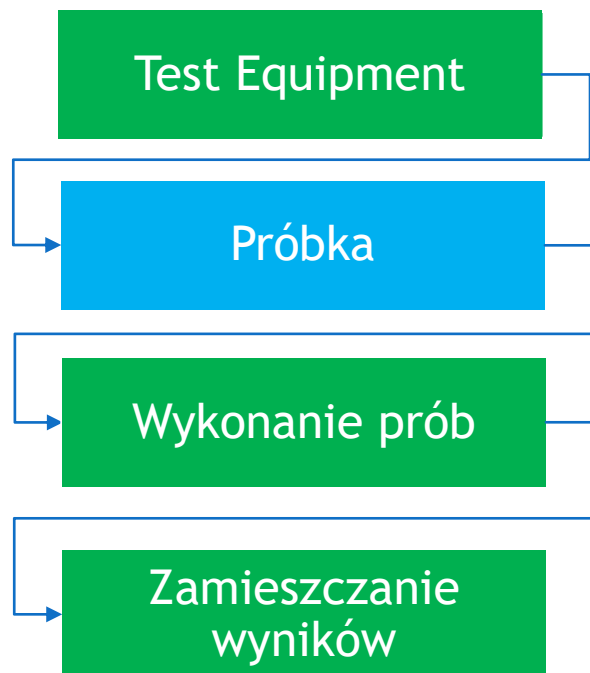 Test Equipment
Próbka
Wykonanie prób
Zamieszczanie
wyników